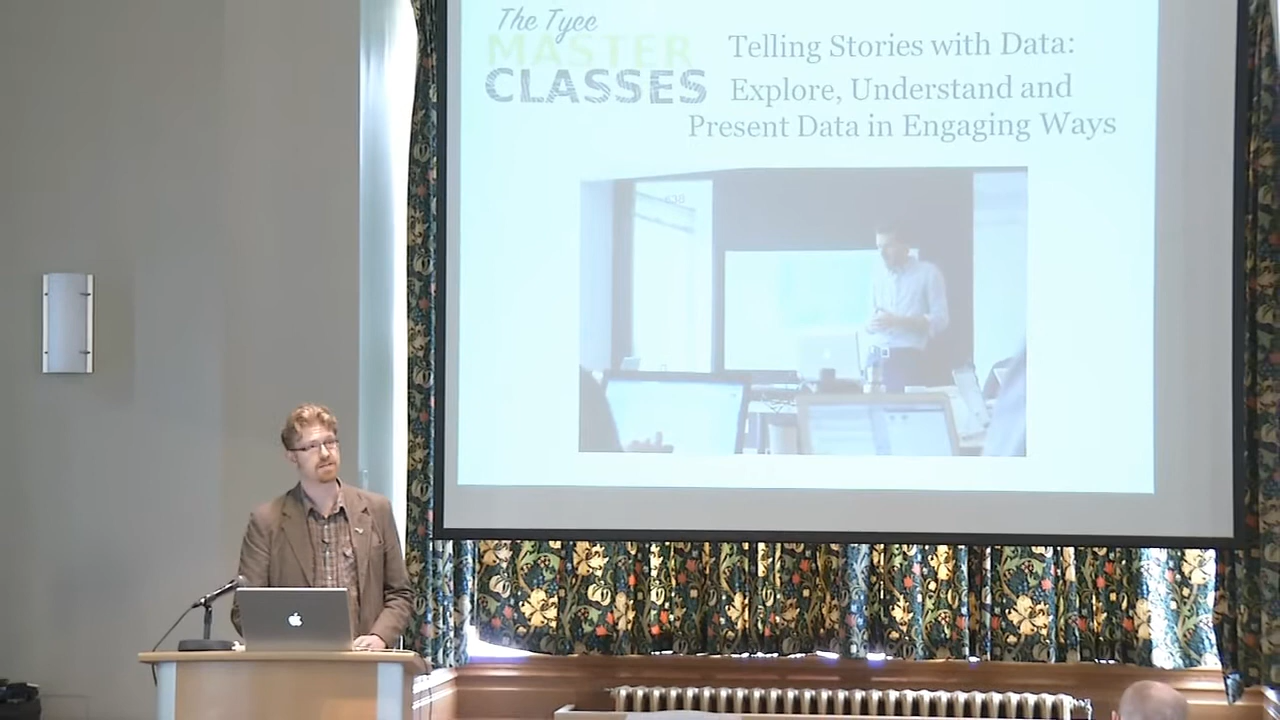 The Tyee
MASTER
CLASSES
Telling Stories with Data:
Explore, Understand and
Present Data in Engaging Ways